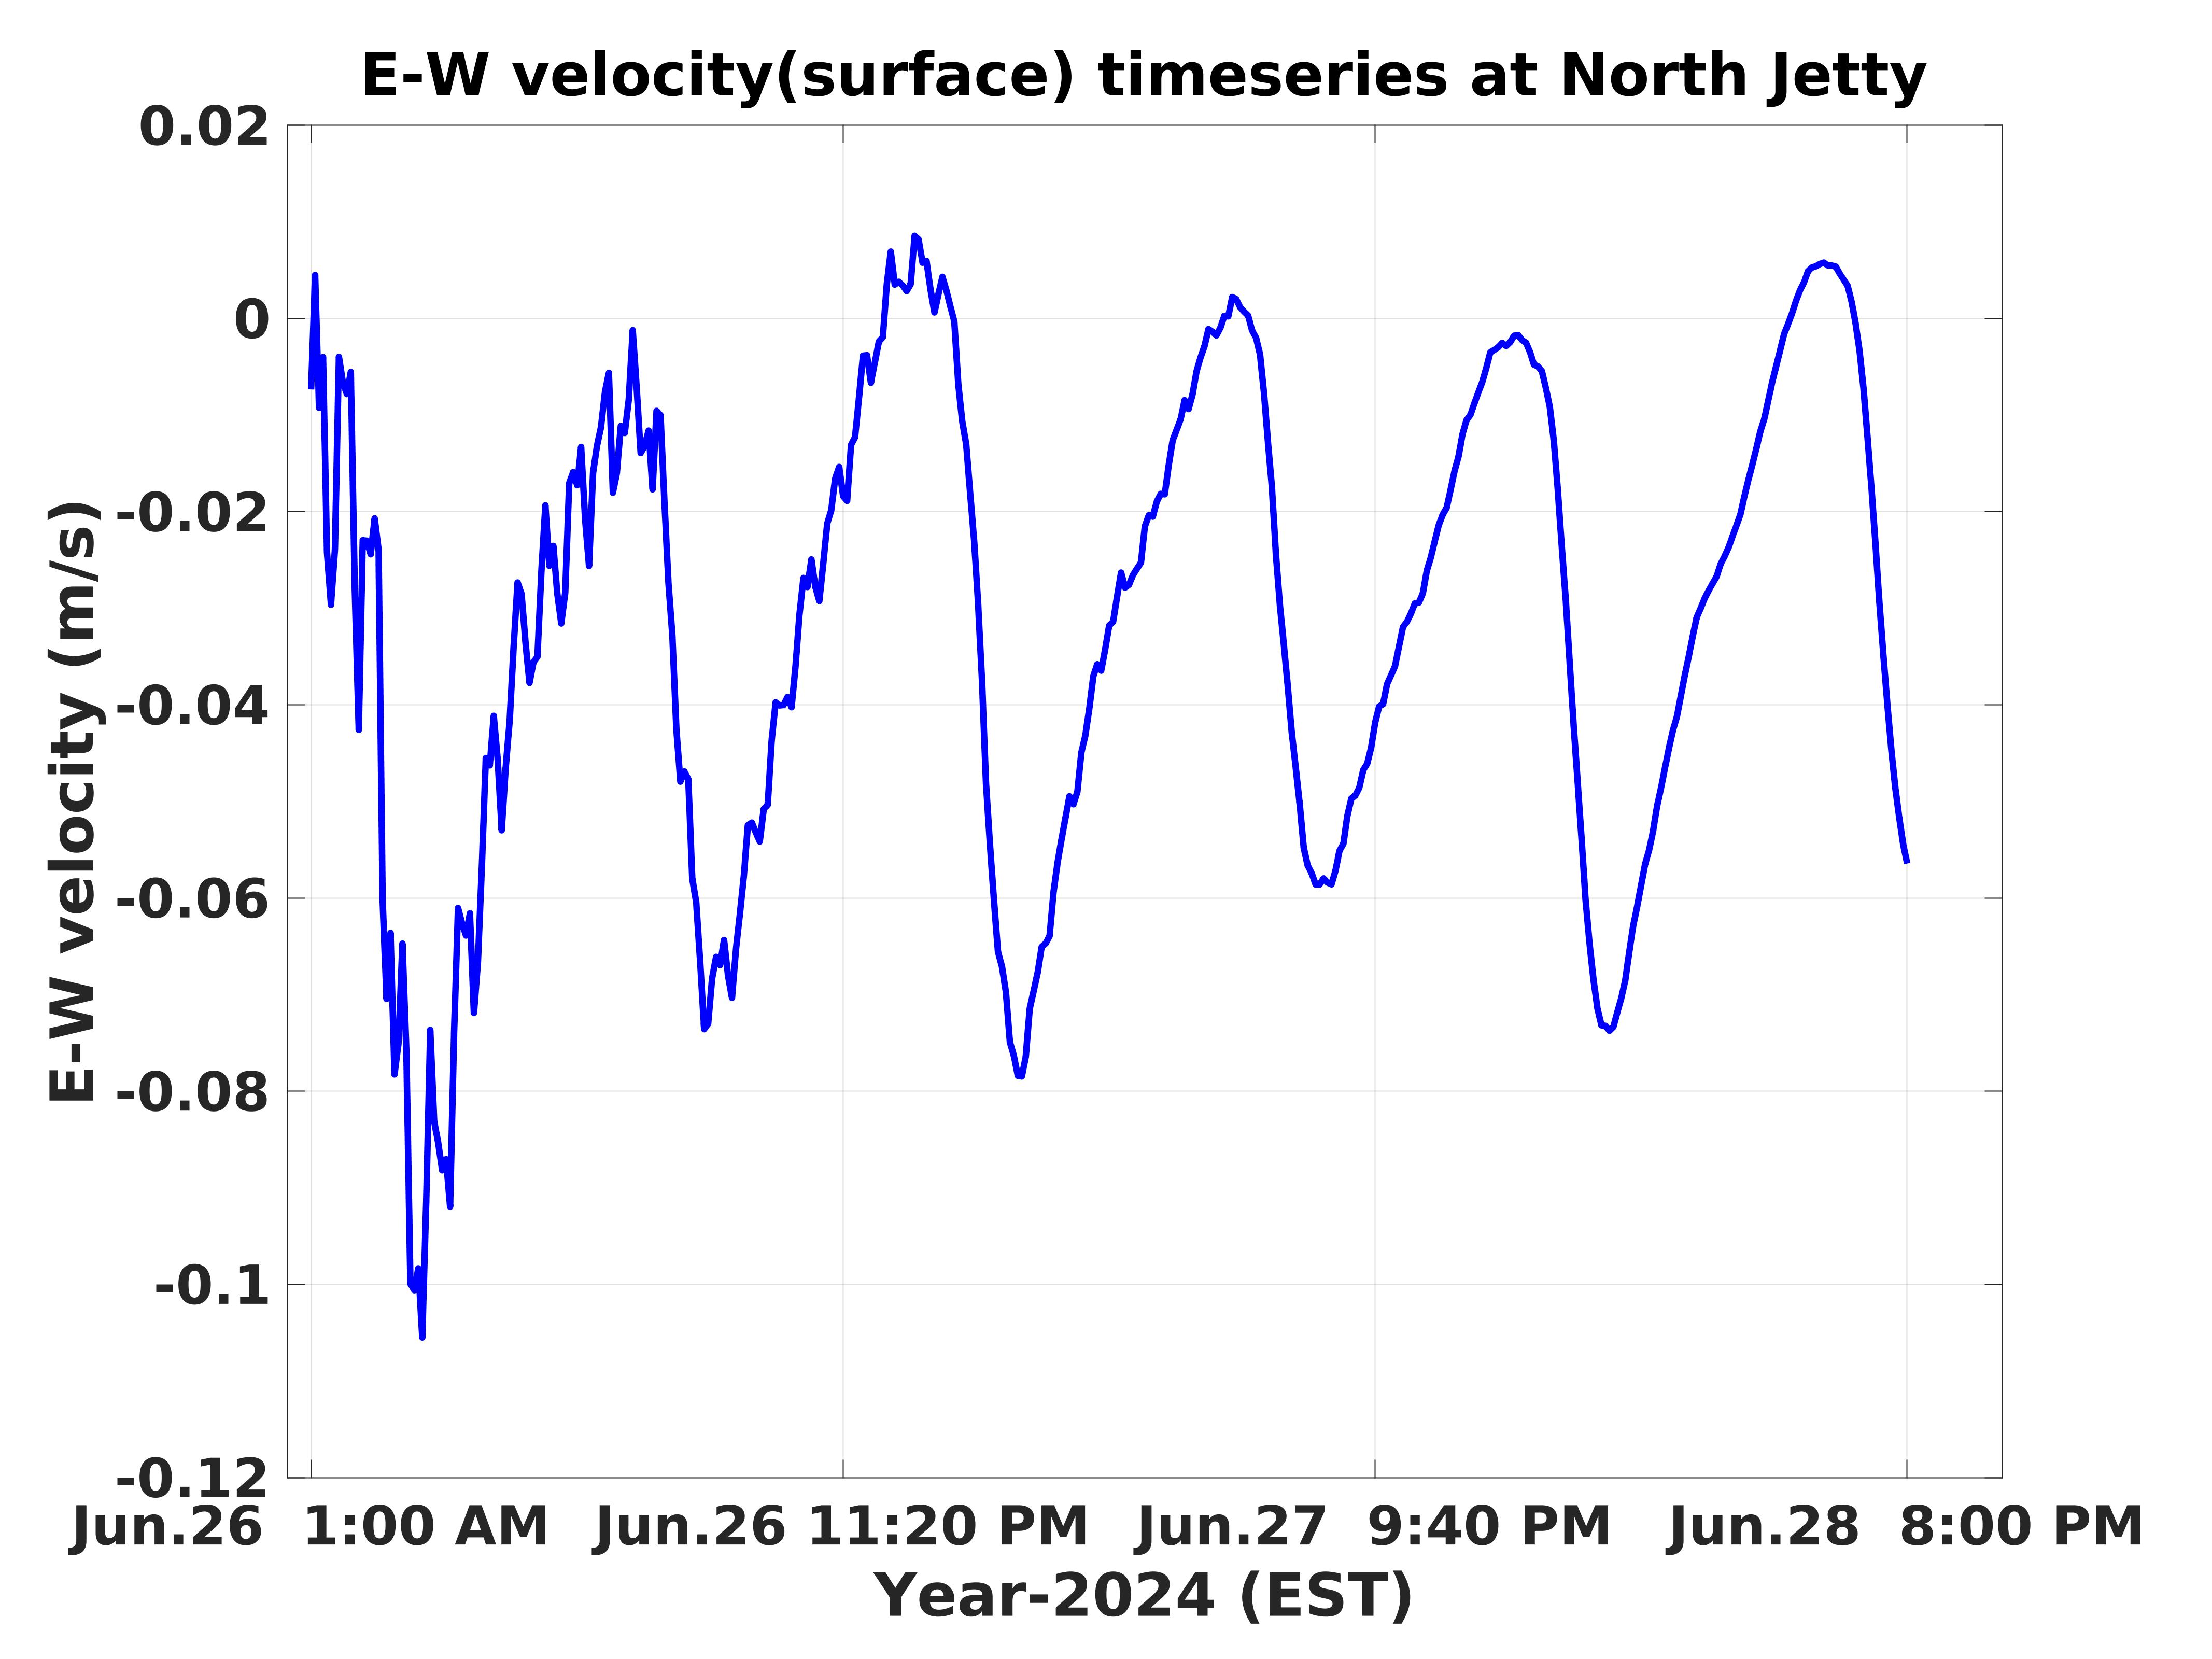 E-W velocity(surface) timeseries at North Jetty
0.02
0
-0.02
-0.04
-0.06
-0.08
-0.1
-0.12
E-W velocity (m/s)
Jun.26 1:00 AM Jun.26 11:20 PM Jun.27 9:40 PM Jun.28 8:00 PM
Year-2024 (EST)